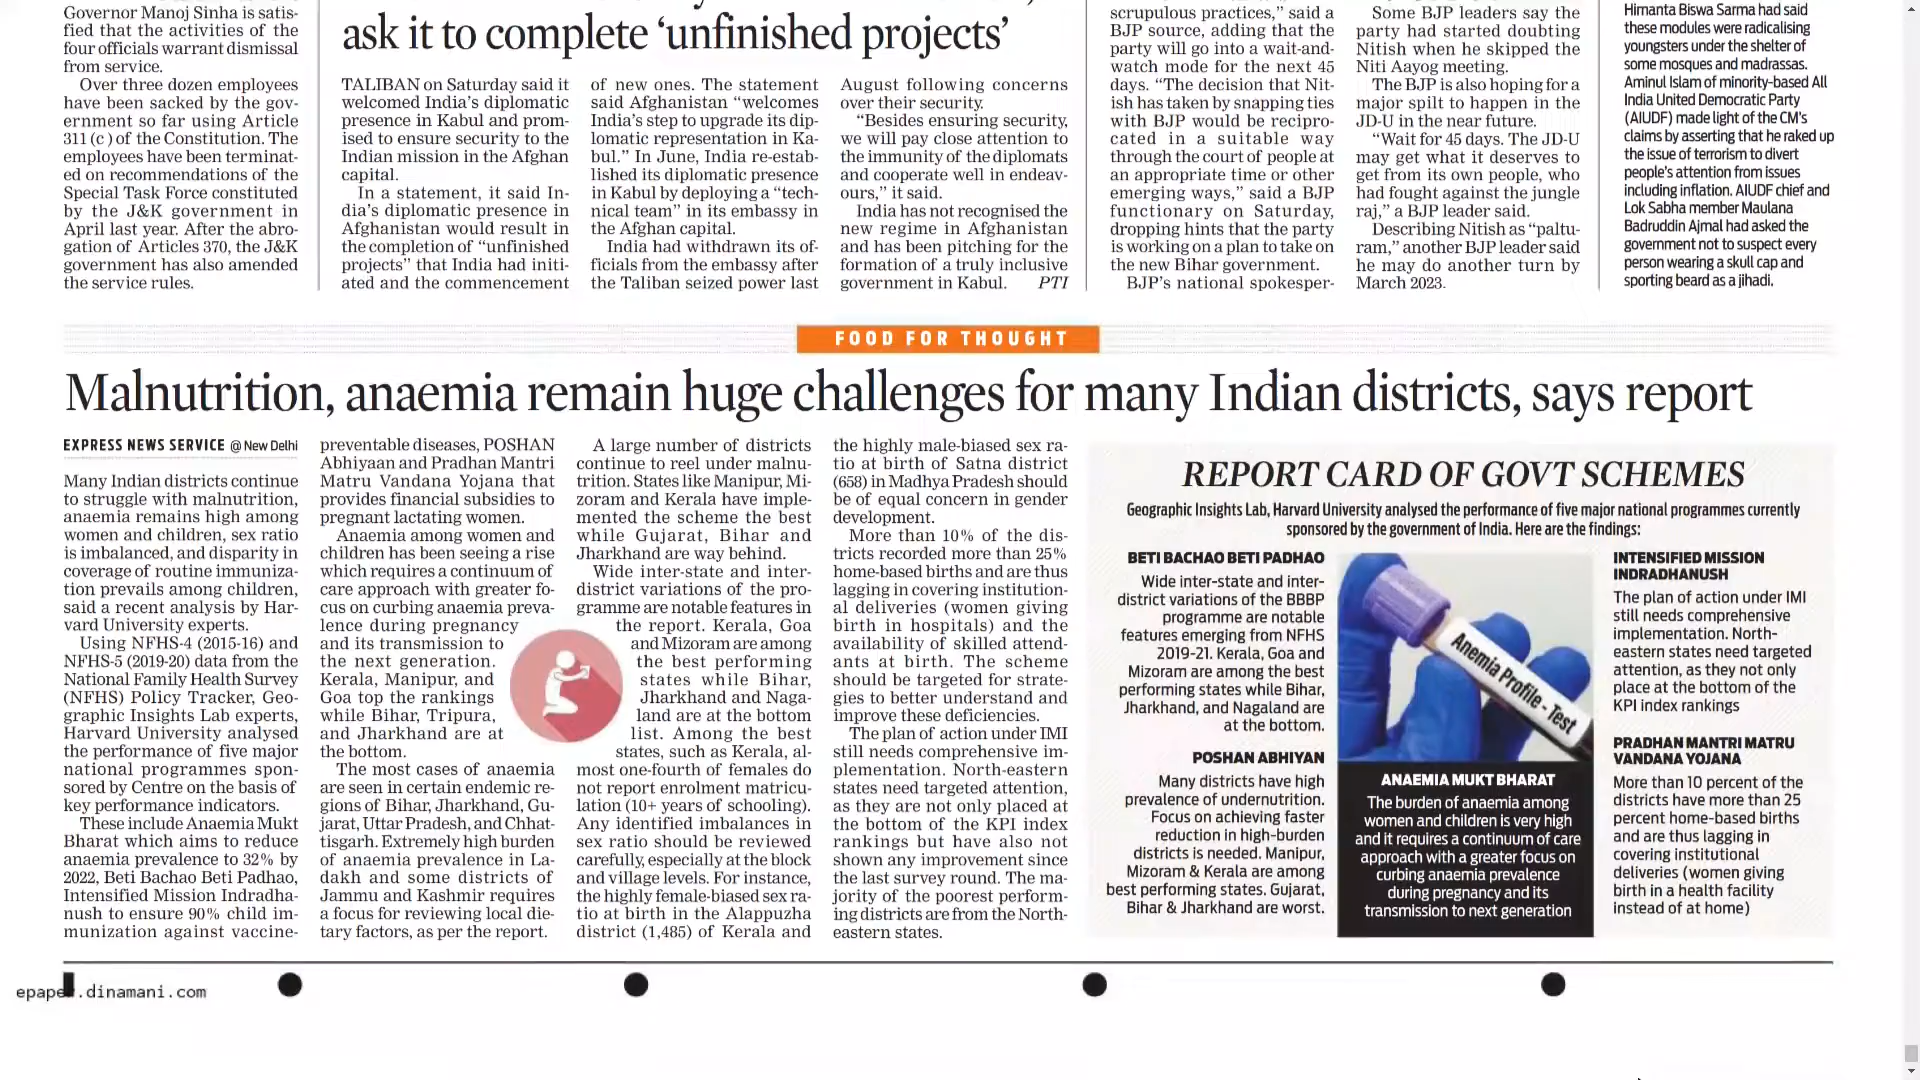 Governor Manoj Sinha is satis-
fied that the activities of the
four officials warrant dismissal
from service.
Over three dozen employees
have been sacked by the gov-
ernment so far using Article
311 (c ) of the Constitution. The
employees have been terminat-
ed on recommendations of the
Special Task Force constituted
by the J&K government in
April last year. After the abro-
gation of Articles 370, the J&K
government has also amended
the service rules.
ask it to complete ‘unfinished projects’
TALIBAN on Saturday said it
welcomed India’s diplomatic
presence in Kabul and prom-
ised to ensure security to the
Indian mission in the Afghan
capital.
In a statement, it said In-
dia’s diplomatic presence in
Afghanistan would result in
the completion of “unfinished
projects” that India had initi-
ated and the commencement
of new ones. The statement
said Afghanistan “welcomes
India’s step to upgrade its dip-
lomatic representation in Ka-
bul.” In June, India re-estab-
lished its diplomatic presence
in Kabul by deploying a “tech-
nical team” in its embassy in
the Afghan capital.
India had withdrawn its of-
ficials from the embassy after
the Taliban seized power last
August following concerns
over their security.
“Besides ensuring security,
we will pay close attention to
the immunity of the diplomats
and cooperate well in endeav-
ours,” it said.
India has not recognised the
new regime in Afghanistan
and has been pitching for the
formation of a truly inclusive
government in Kabul. PTI
scrupulous practices,” said a
BJP source, adding that the
party will go into a wait-and-
watch mode for the next 45
days. “The decision that Nit-
ish has taken by snapping ties
with BJP would be recipro-
cated in a suitable way
through the court of people at
an appropriate time or other
emerging ways,” said a BJP
functionary on Saturday,
dropping hints that the party
is working on a plan to take on
the new Bihar government.
BJP’s national spokesper-
Some BJP leaders say the
party had started doubting
Nitish when he skipped the
Niti Aayog meeting.
The BJP is also hoping for a
major spilt to happen in the
JD-U in the near future.
“Wait for 45 days. The JD-U
may get what it deserves to
get from its own people, who
had fought against the jungle
raj,” a BJP leader said.
Describing Nitish as “paltu-
ram,” another BJP leader said
he may do another turn by
March 2023.
Himanta Biswa Sarma had said
these modules were radicalising
youngsters under the shelter of
some mosques and madrassas.
Aminul Islam of minority-based All
India United Democratic Party
(AIUDF) made light of the CM’s
claims by asserting that he raked up
the issue of terrorism to divert
people’s attention from issues
including inflation. AIUDF chief and
Lok Sabha member Maulana
Badruddin Ajmal had asked the
government not to suspect every
person wearing a skull cap and
sporting beard as a jihadi.
FOOD FOR THOUGHT
Malnutrition, anaemia remain huge challenges for many Indian districts, says report
EXPRESS NEWS SERVICE @ New Delhi
Many Indian districts continue
to struggle with malnutrition,
anaemia remains high among
women and children, sex ratio
is imbalanced, and disparity in
coverage of routine immuniza-
tion prevails among children,
said a recent analysis by Har-
vard University experts.
Using NFHS-4 (2015-16) and
NFHS-5 (2019-20) data from the
National Family Health Survey
(NFHS) Policy Tracker, Geo-
graphic Insights Lab experts,
Harvard University analysed
the performance of five major
national programmes spon-
sored by Centre on the basis of
key performance indicators.
These include Anaemia Mukt
Bharat which aims to reduce
anaemia prevalence to 32% by
2022, Beti Bachao Beti Padhao,
Intensified Mission Indradha-
nush to ensure 90% child im-
munization against vaccine-
preventable diseases, POSHAN
Abhiyaan and Pradhan Mantri
Matru Vandana Yojana that
provides financial subsidies to
pregnant lactating women.
Anaemia among women and
children has been seeing a rise
which requires a continuum of
care approach with greater fo-
cus on curbing anaemia preva-
lence during pregnancy
and its transmission to
the next generation.
Kerala, Manipur, and
Goa top the rankings
while Bihar, Tripura,
and Jharkhand are at
the bottom.
The most cases of anaemia
are seen in certain endemic re-
gions of Bihar, Jharkhand, Gu-
jarat, Uttar Pradesh, and Chhat-
tisgarh. Extremely high burden
of anaemia prevalence in La-
dakh and some districts of
Jammu and Kashmir requires
a focus for reviewing local die-
tary factors, as per the report.
A large number of districts
continue to reel under malnu-
trition. States like Manipur, Mi-
zoram and Kerala have imple-
mented the scheme the best
while Gujarat, Bihar and
Jharkhand are way behind.
Wide inter-state and inter-
district variations of the pro-
gramme are notable features in
the report. Kerala, Goa
and Mizoram are among
the best performing
states while Bihar,
Jharkhand and Naga-
land are at the bottom
list. Among the best
states, such as Kerala, al-
most one-fourth of females do
not report enrolment matricu-
lation (10+ years of schooling).
Any identified imbalances in
sex ratio should be reviewed
carefully, especially at the block
and village levels. For instance,
the highly female-biased sex ra-
tio at birth in the Alappuzha
district (1,485) of Kerala and
the highly male-biased sex ra-
tio at birth of Satna district
(658) in Madhya Pradesh should
be of equal concern in gender
development.
More than 10% of the dis-
tricts recorded more than 25%
home-based births and are thus
lagging in covering institution-
al deliveries (women giving
birth in hospitals) and the
availability of skilled attend-
ants at birth. The scheme
should be targeted for strate-
gies to better understand and
improve these deficiencies.
The plan of action under IMI
still needs comprehensive im-
plementation. North-eastern
states need targeted attention,
as they are not only placed at
the bottom of the KPI index
rankings but have also not
shown any improvement since
the last survey round. The ma-
jority of the poorest perform-
ing districts are from the North-
eastern states.
REPORT CARD OF GOVT SCHEMES
Geographic Insights Lab, Harvard University analysed the performance of five major national programmes currently
sponsored by the government of India. Here are the findings:
BETI BACHAO BETI PADHAO
Wide inter-state and inter-
district variations of the BBBP
programme are notable
features emerging from NFHS
2019-21. Kerala, Goa and
Mizoram are among the best
performing states while Bihar,
Jharkhand, and Nagaland are
at the bottom.
POSHAN ABHIYAN
Many districts have high
prevalence of undernutrition.
Focus on achieving faster
reduction in high-burden
districts is needed. Manipur,
Mizoram & Kerala are among
best performing states. Gujarat,
Bihar & Jharkhand are worst.
Anemia Profile - Test
ANAEMIA MUKT BHARAT
The burden of anaemia among
women and children is very high
and it requires a continuum of care
approach with a greater focus on
curbing anaemia prevalence
during pregnancy and its
transmission to next generation
INTENSIFIED MISSION
INDRADHANUSH
The plan of action under IMI
still needs comprehensive
implementation. North-
eastern states need targeted
attention, as they not only
place at the bottom of the
KPI index rankings
PRADHAN MANTRI MATRU
VANDANA YOJANA
More than 10 percent of the
districts have more than 25
percent home-based births
and are thus lagging in
covering institutional
deliveries (women giving
birth in a health facility
instead of at home)
epaper.dinamani.com